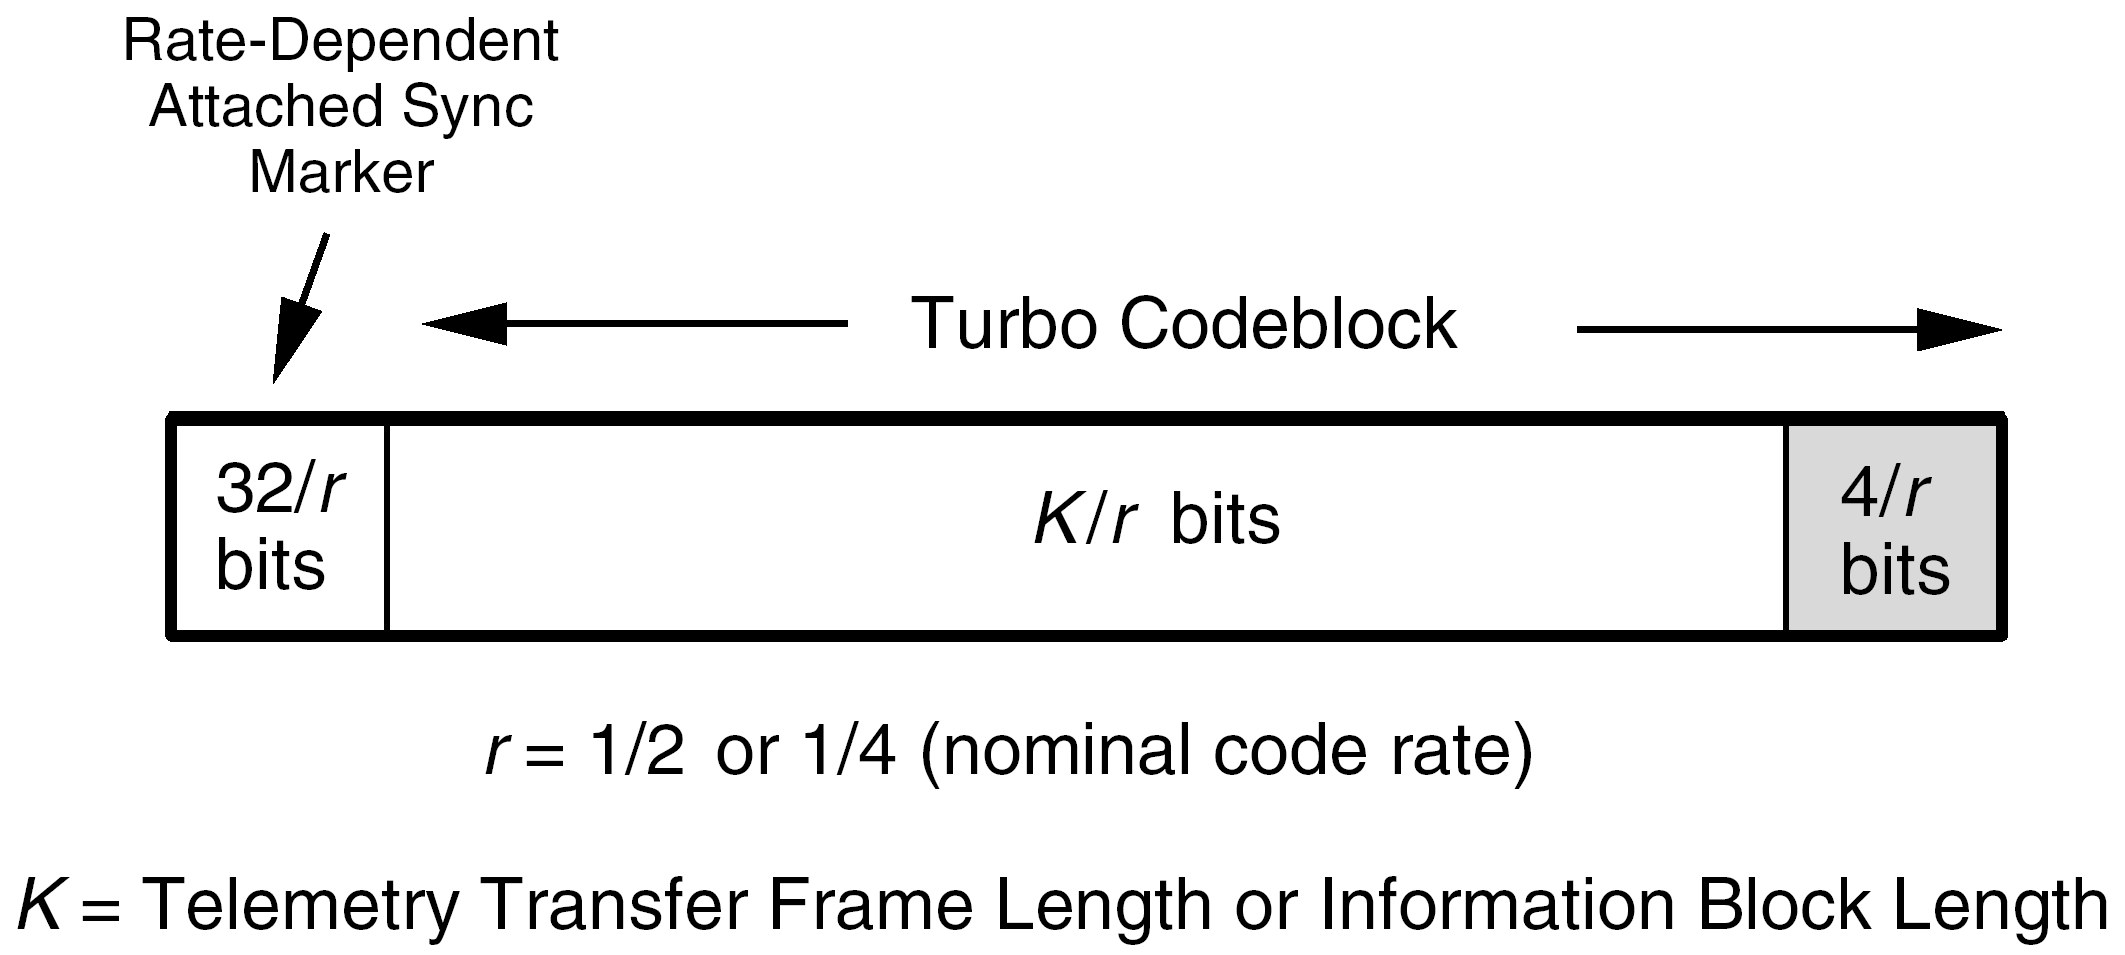 Rate-Dependent
Attached Sync
Marker
Turbo Codeblock
32/r
bits
K/r bits
4/r
bits
r = 1/2 or 1/4 (nominal code rate)
K = Telemetry Transfer Frame Length or Information Block Length